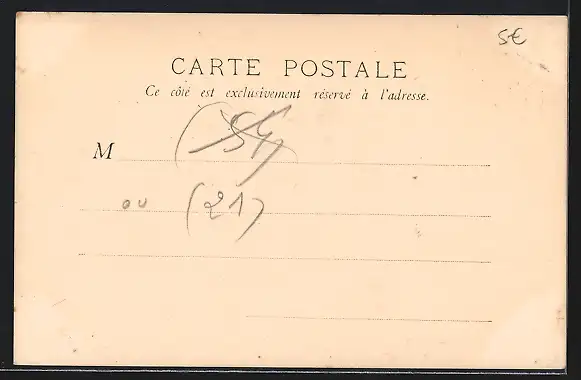 5€
CARTE POSTALE
Ce côté est exclusivement réservé à l'adresse.
(54)
M
ou (21)